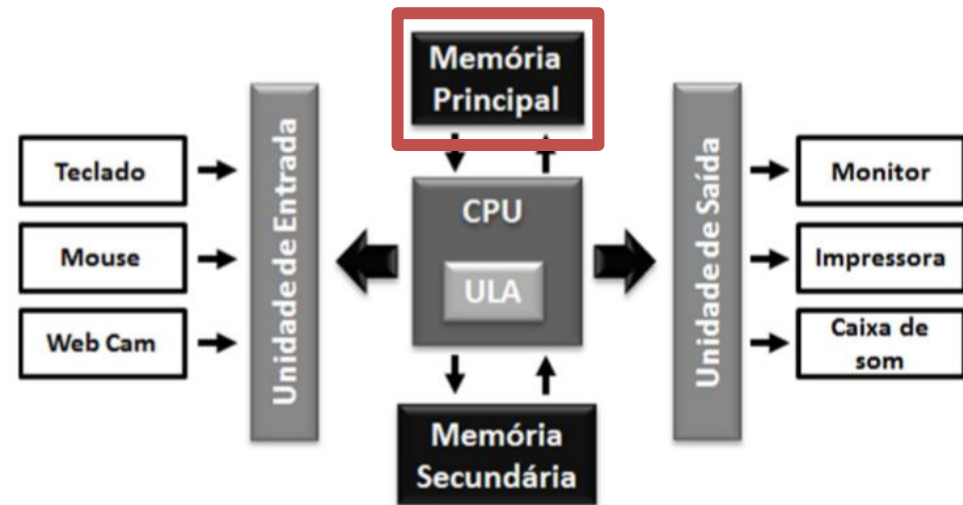 Memória
Principal
Teclado
Mouse
Web Cam
Unidade de Entrada
CPU
ULA
Memória
Secundária
Unidade de Saída
Monitor
Impressora
Caixa de
som